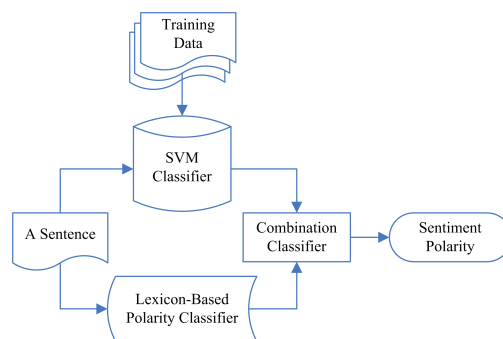 Training
Data
SVM
Classifier
A Sentence
Combination
Classifier
Sentiment
Polarity
Lexicon-Based
Polarity Classifier